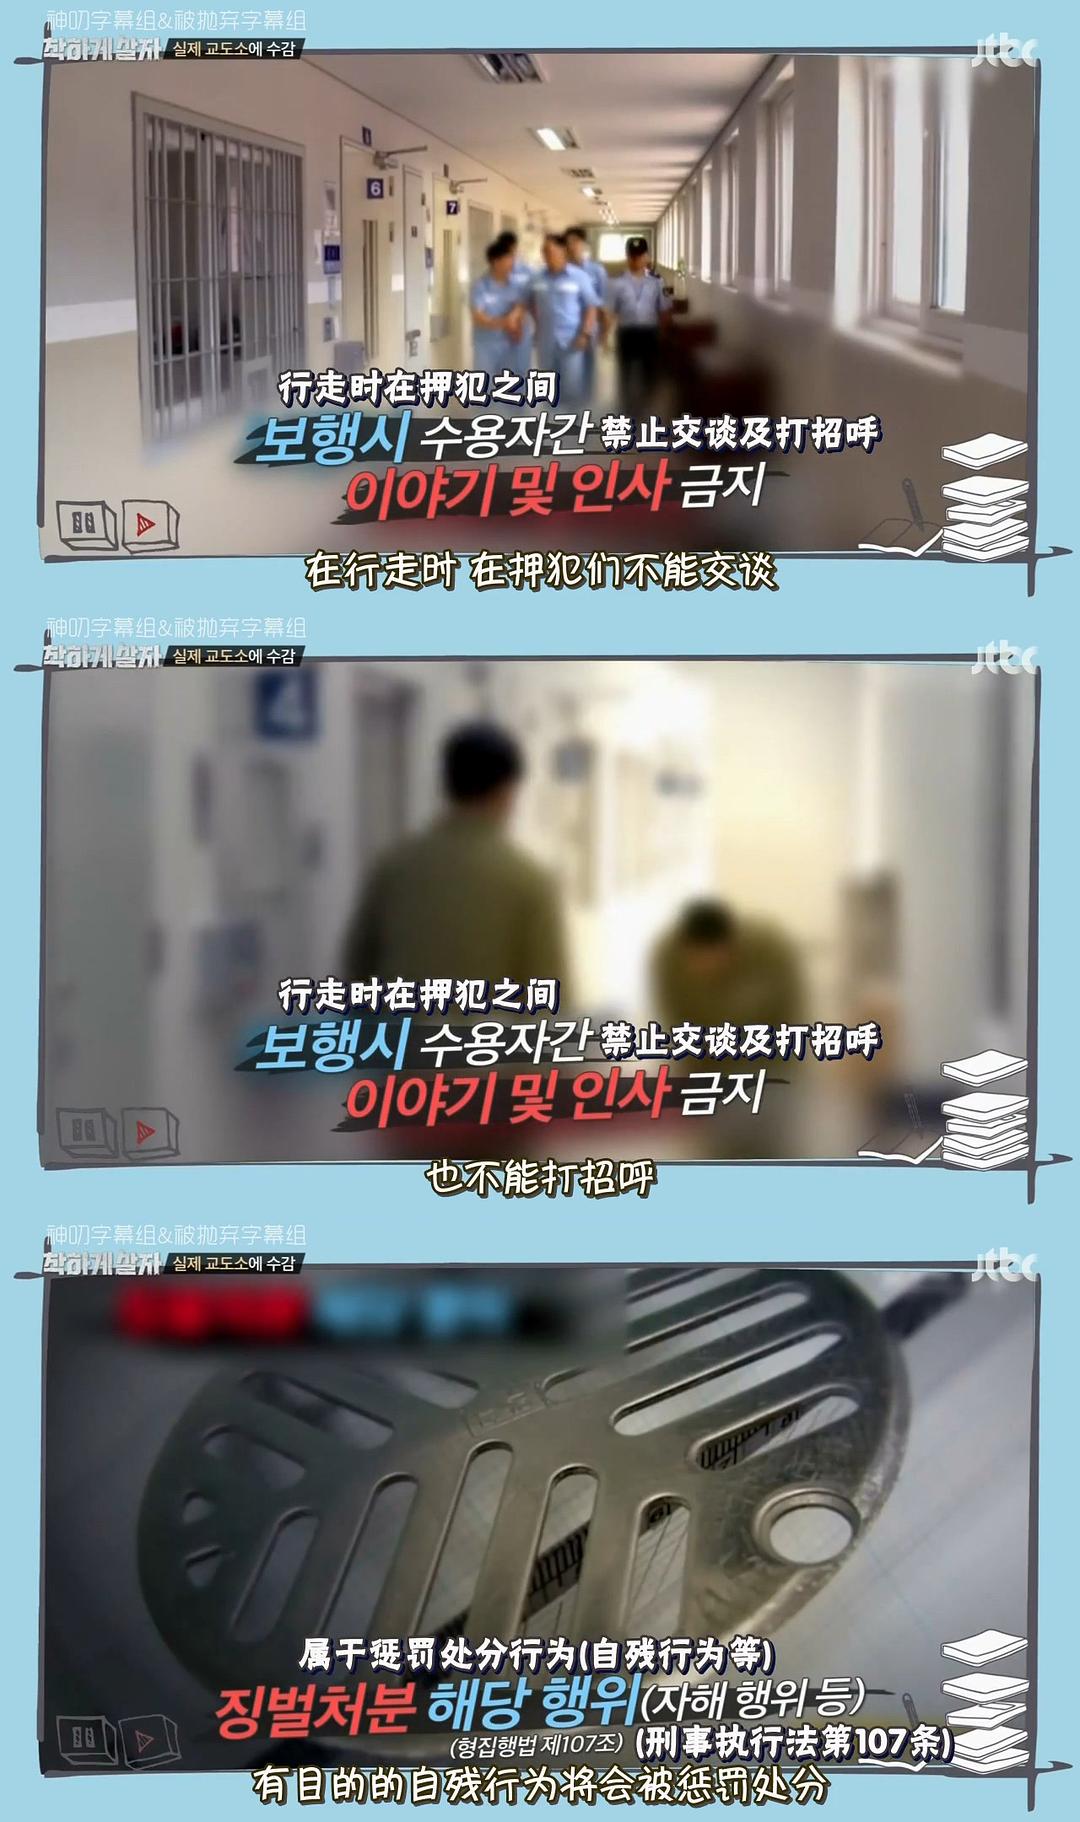 神叨字幕组&被抛弃字幕组
착하게살자 실제 교도소에 수감
jtbc
6
7
行走时在押犯之间
보행시 수용자간 禁止交谈及打招呼
이야기 및 인사 금지
在行走时 在押犯们不能交谈
神叨字幕组&被抛弃字幕组
착하게살자 실제 교도소에 수감
jtbc
4
行走时在押犯之间
보행시 수용자간 禁止交谈及打招呼
이야기 및 인사 금지
也不能打招呼
神叨字幕组&被抛弃字幕组
착하게살자 실제 교도소에 수감
jtbc
属于惩罚处分行为(自残行为等)
징벌처분 해당 행위(자해 행위 등)
(형집행법 제107조) (刑事执行法第107条)
有目的的自残行为将会被惩罚处分